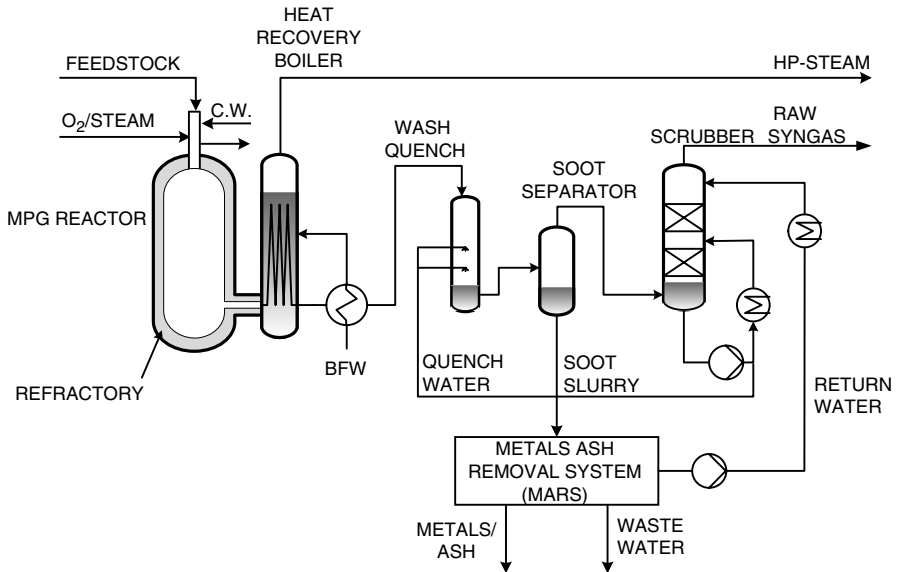 HEAT
RECOVERY
BOILER
FEEDSTOCK
HP-STEAM
O2/STEAM
C.W.
WASH
QUENCH
SOOT
SEPARATOR
SCRUBBER
RAW
SYNGAS
MPG REACTOR
REFRACTORY
BFW
QUENCH
WATER
SOOT
SLURRY
RETURN
WATER
METALS ASH
REMOVAL SYSTEM
(MARS)
METALS/
ASH
WASTE
WATER